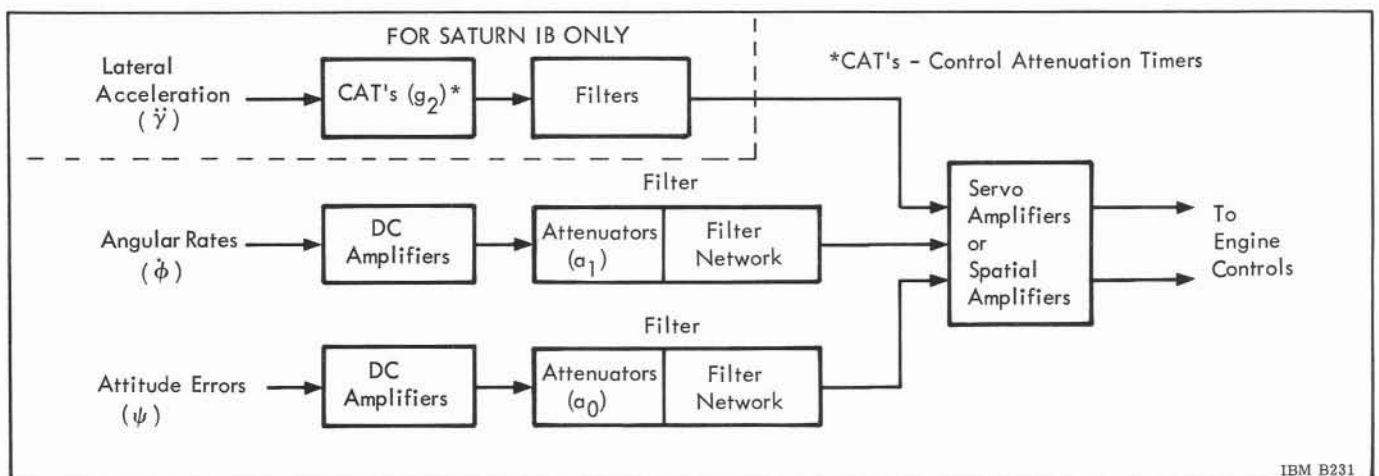 FOR SATURN IB ONLY
*CAT's - Control Attenuation Timers
Lateral
Acceleration
(γ̈)
CAT's (g₂)*
Filters
Filter
Angular Rates
(φ̇)
DC
Amplifiers
Attenuators
(a₁)
Filter
Network
Servo
Amplifiers
or
Spatial
Amplifiers
To
Engine
Controls
Filter
Attitude Errors
(ψ)
DC
Amplifiers
Attenuators
(a₀)
Filter
Network
IBM B231